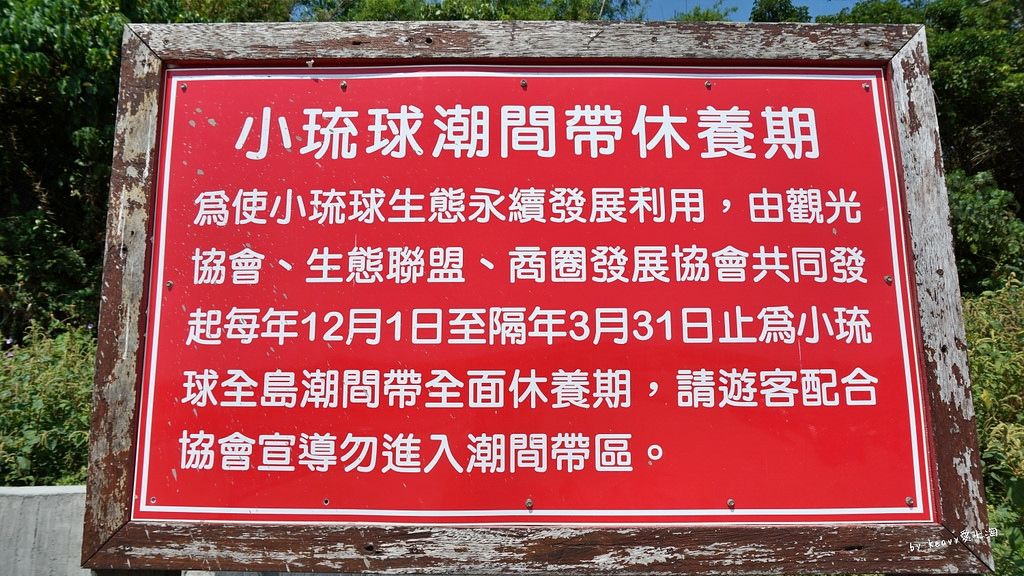 小琉球潮間帶休養期
為使小琉球生態永續發展利用，由觀光
協會、生態聯盟、商圈發展協會共同發
起每年12月1日至隔年3月31日止為小琉
球全島潮間帶全面休養期，請遊客配合
協會宣導勿進入潮間帶區。